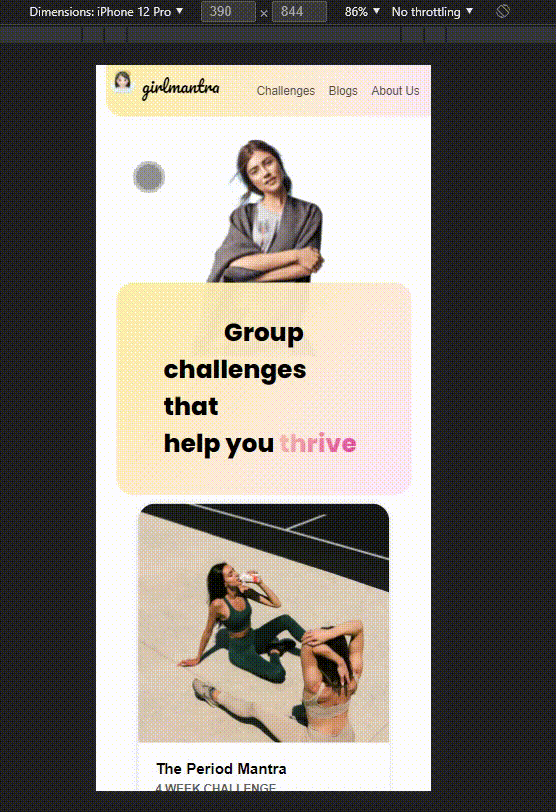 Dimensions: iPhone 12 Pro ▼ 390 × 844 86% ▼ No throttling ▼
girlmantra Challenges Blogs About Us
Group
challenges
that
help you thrive
The Period Mantra
4 WEEK CHALLENGE